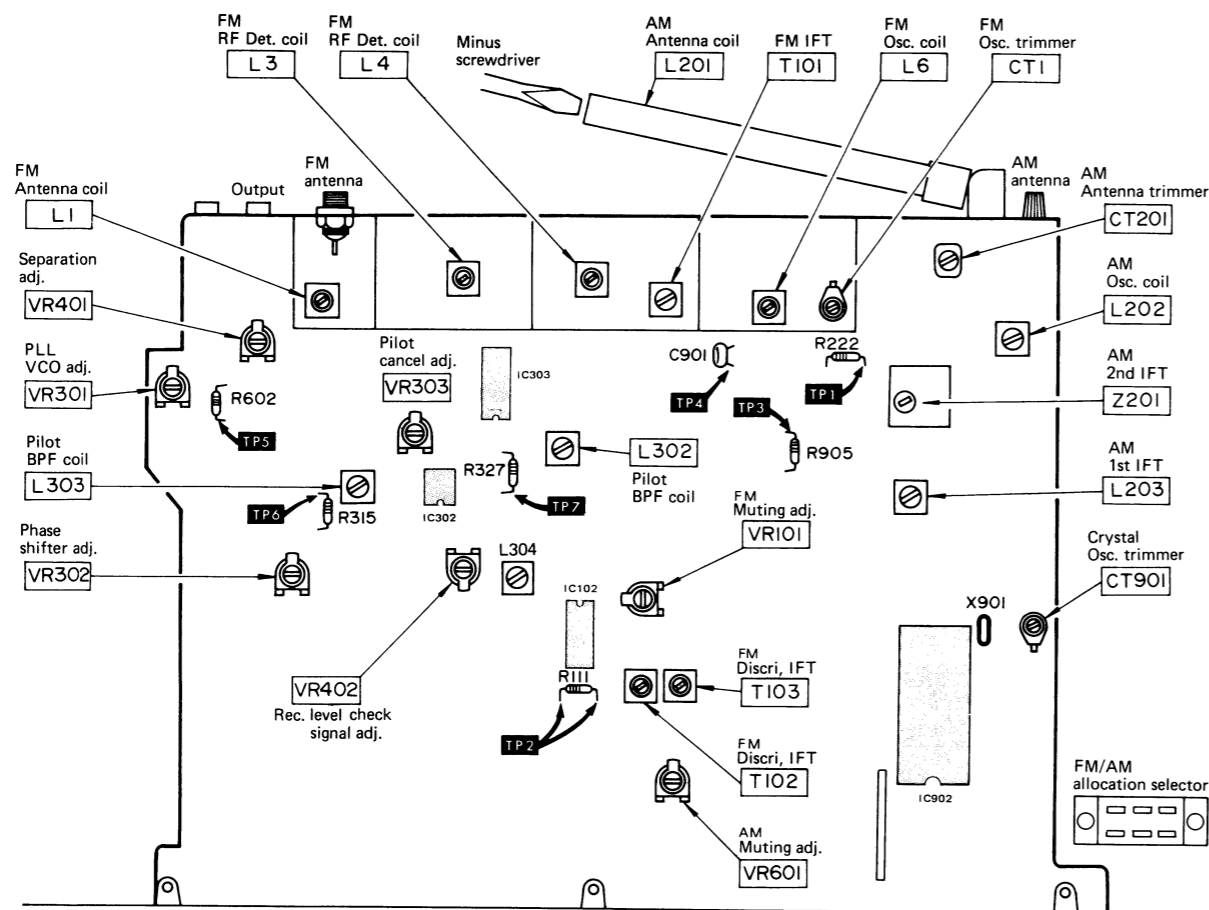 FM
RF Det. coil
L3
FM
RF Det. coil
L4
Minus
screwdriver
AM
Antenna coil
L201
FM IFT
T101
FM
Osc. coil
L6
FM
Osc. trimmer
CT1
FM
Antenna coil
L1
Output
FM
antenna
AM
antenna
AM
Antenna trimmer
CT201
Separation
adj.
VR401
AM
Osc. coil
L202
PLL
VCO adj.
VR301
R602
TP5
Pilot
cancel adj.
VR303
IC303
C901
TP4
R222
TP1
TP3
R905
AM
2nd IFT
Z201
Pilot
BPF coil
L303
TP6
R315
IC302
R327
TP7
L302
Pilot
BPF coil
AM
1st IFT
L203
Phase
shifter adj.
VR302
L304
FM
Muting adj.
VR101
Crystal
Osc. trimmer
CT901
X901
IC102
R111
TP2
VR402
Rec. level check
signal adj.
FM
Discri, IFT
T103
FM
Discri, IFT
T102
IC902
FM/AM
allocation selector
AM
Muting adj.
VR601